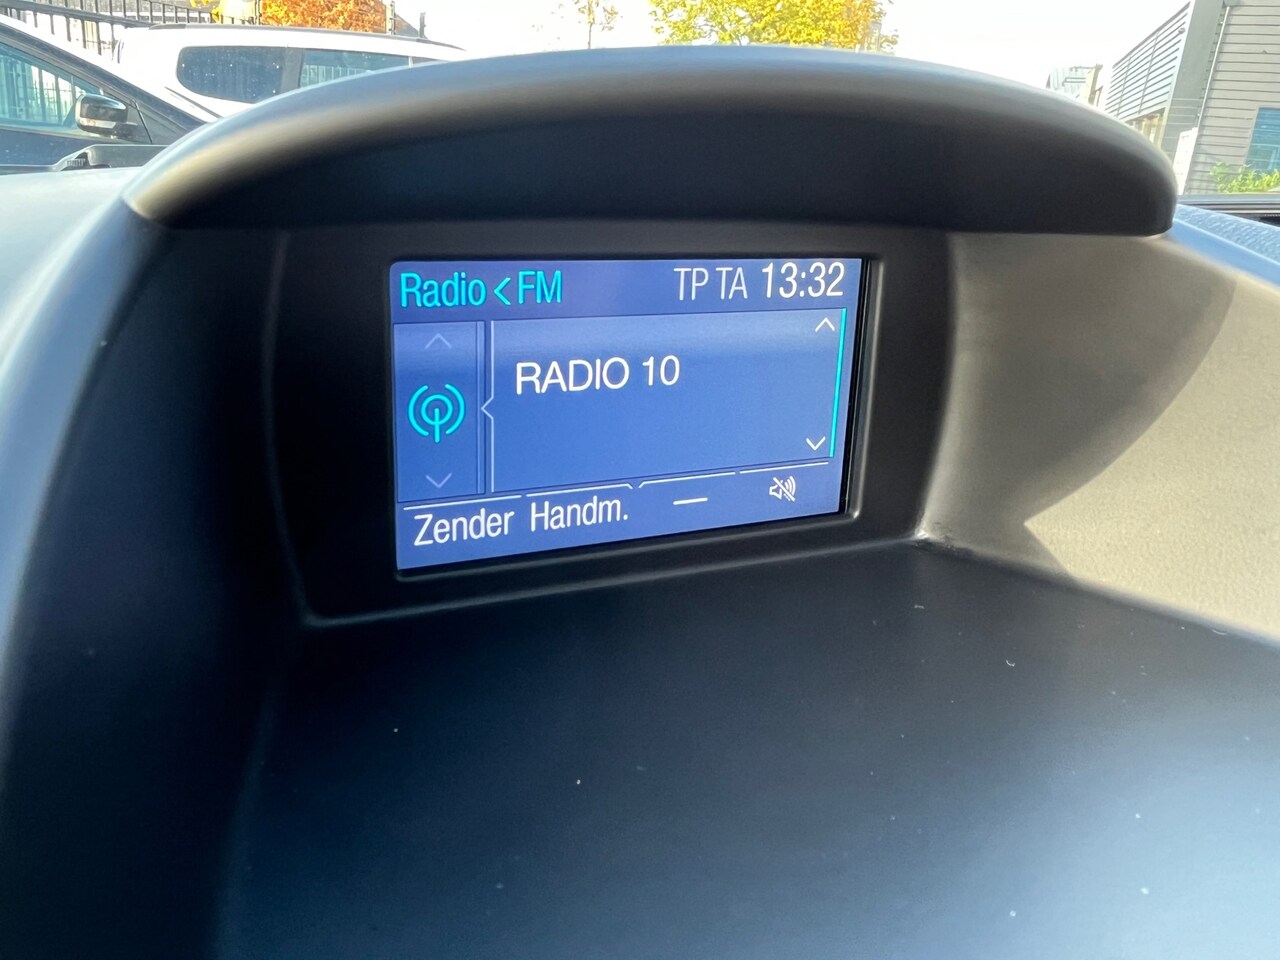 Radio < FM TP TA 13:32
RADIO 10
Zender Handm.